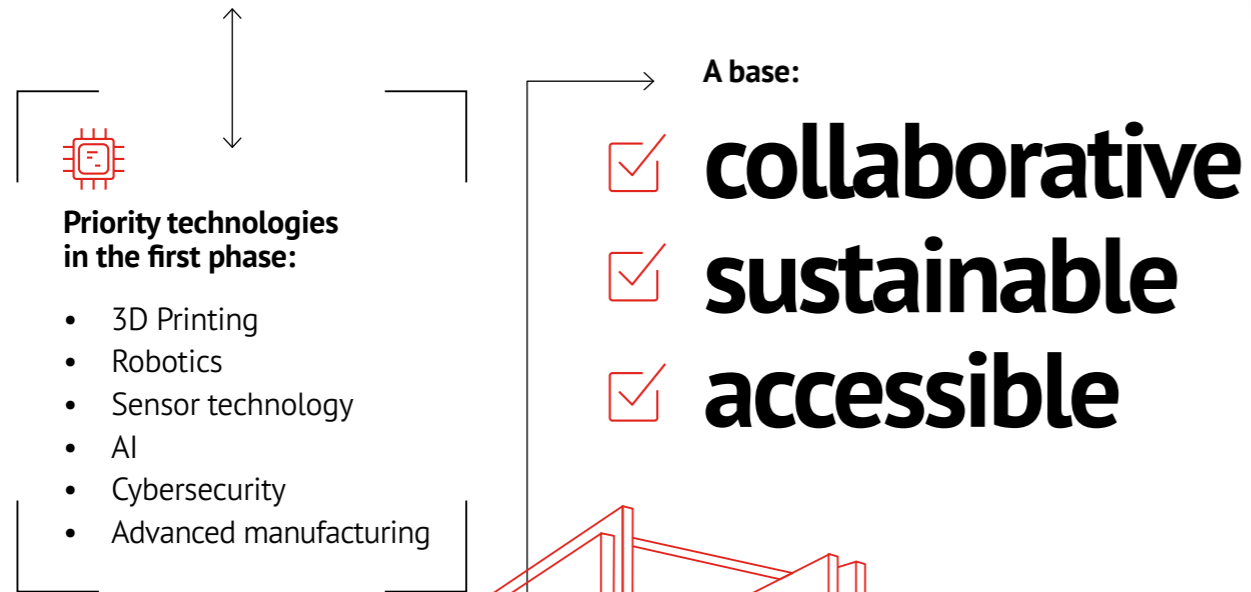 Priority technologies
in the first phase:
• 3D Printing
• Robotics
• Sensor technology
• AI
• Cybersecurity
• Advanced manufacturing
A base:
collaborative
sustainable
accessible